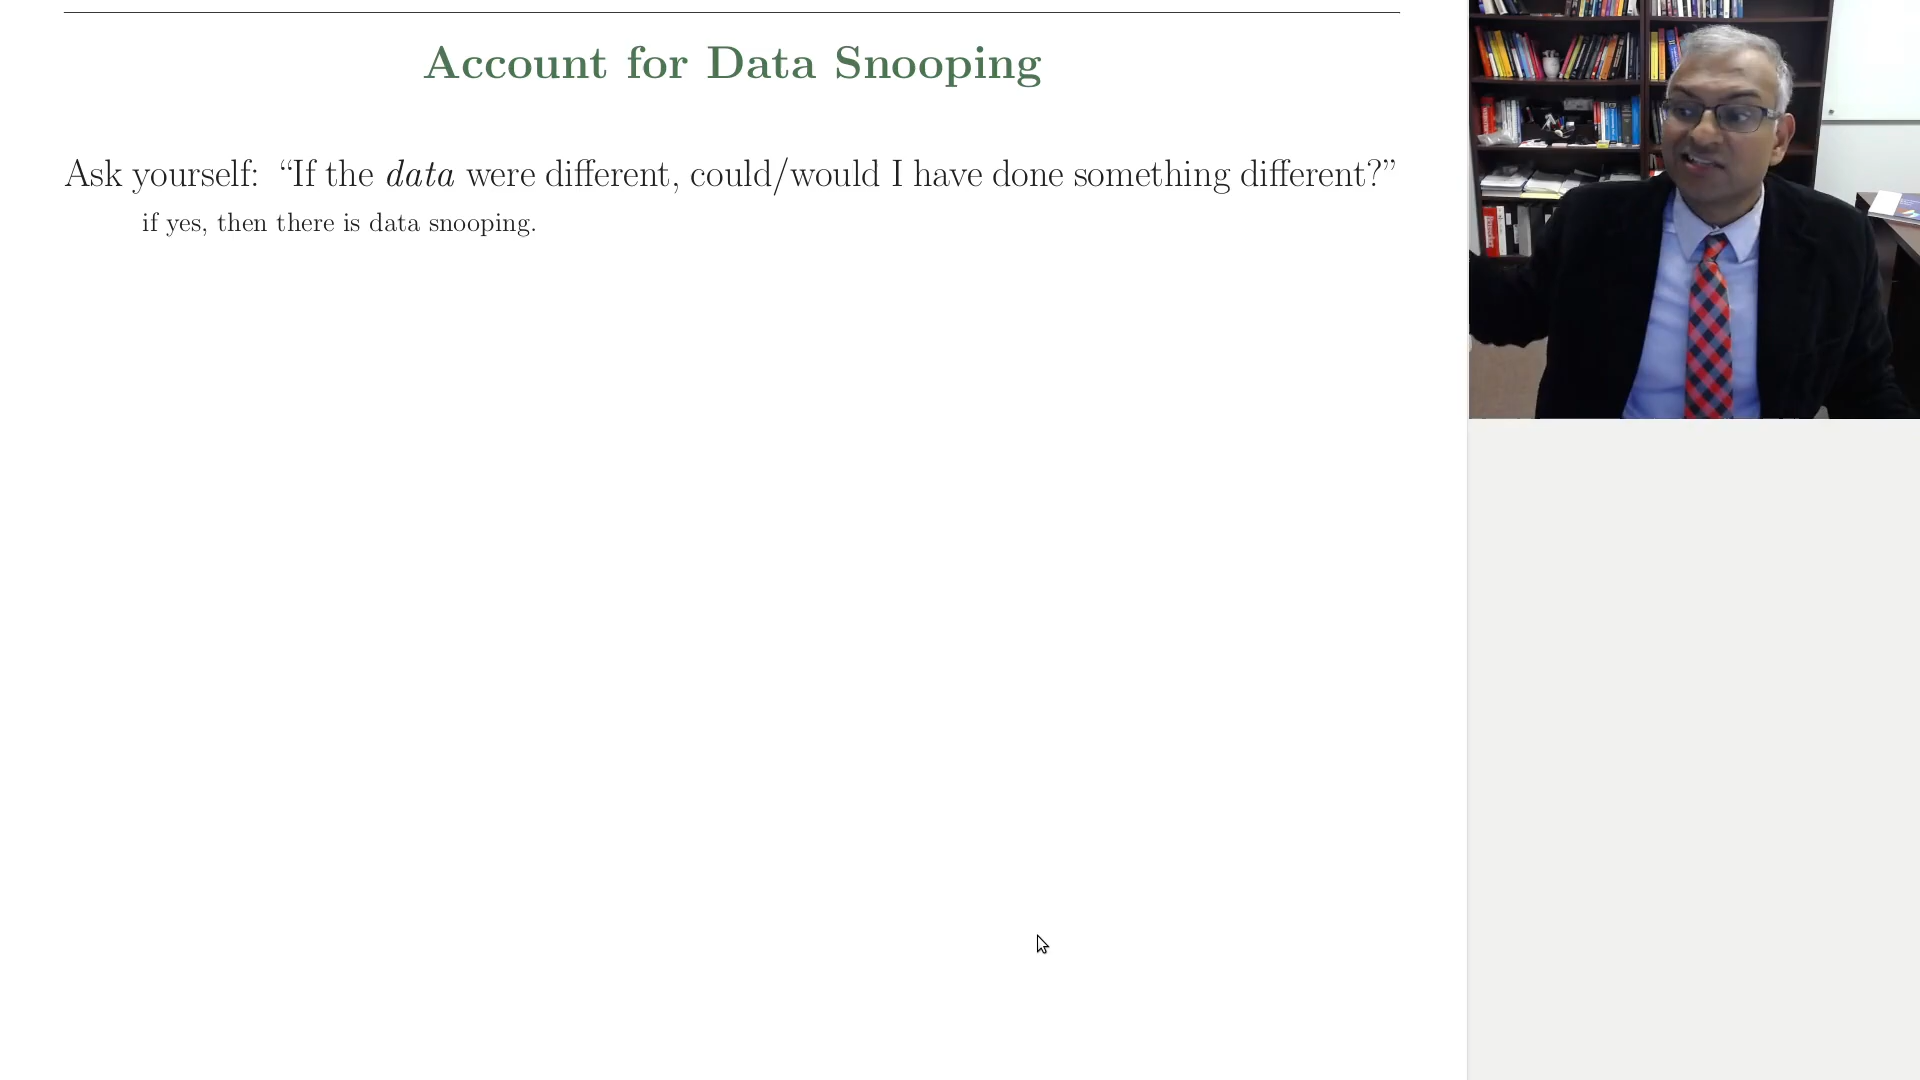 Account for Data Snooping
Ask yourself: “If the data were different, could/would I have done something different?”
if yes, then there is data snooping.